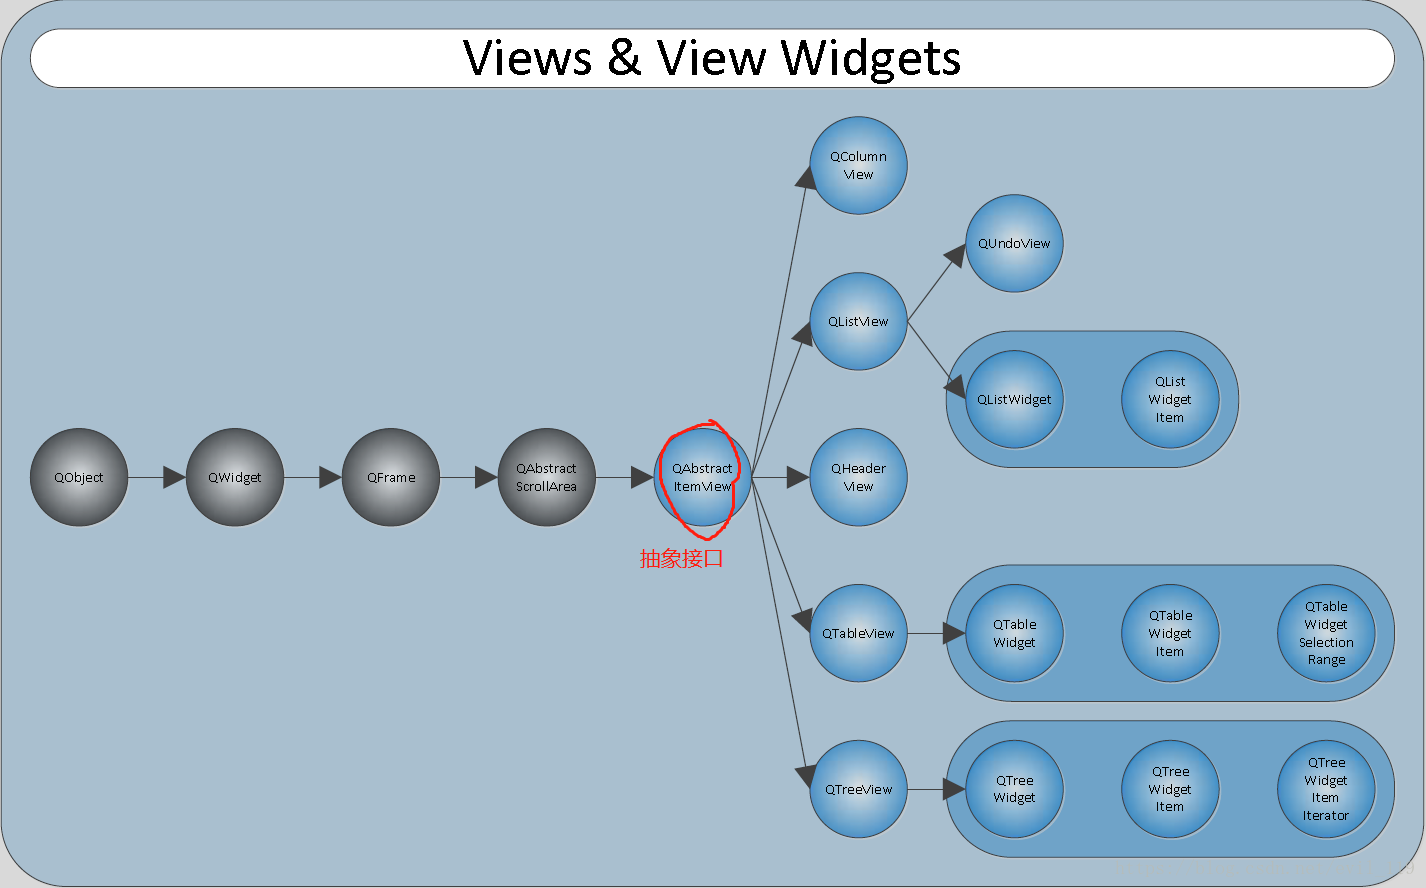 Views & View Widgets
QColumn
View
QUndoView
QListView
QListWidget
QList
Widget
Item
QObject
QWidget
QFrame
QAbstract
ScrollArea
QAbstract
ItemView
抽象接口
QHeader
View
QTableView
QTable
Widget
QTable
Widget
Item
QTable
Widget
Selection
Range
QTreeView
QTree
Widget
QTree
Widget
Item
QTree
Widget
Item
Iterator